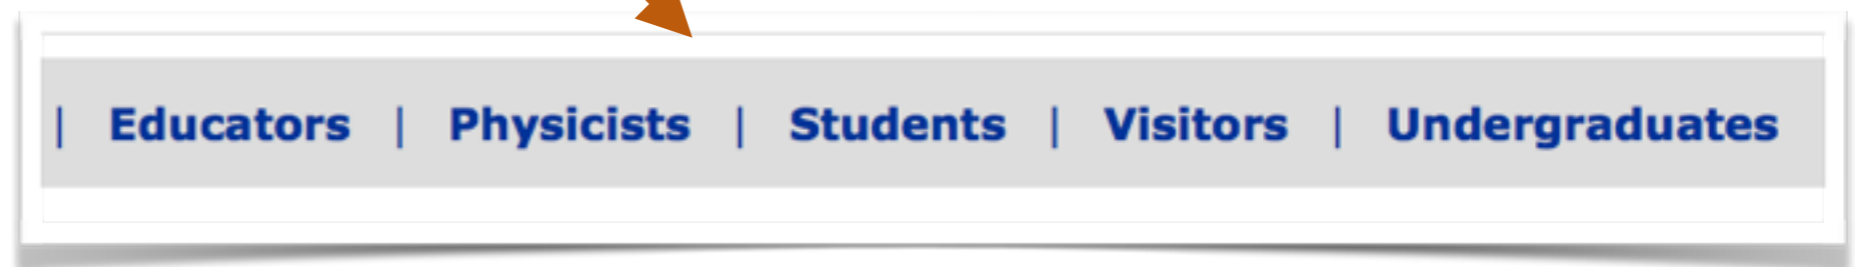 | Educators | Physicists | Students | Visitors | Undergraduates